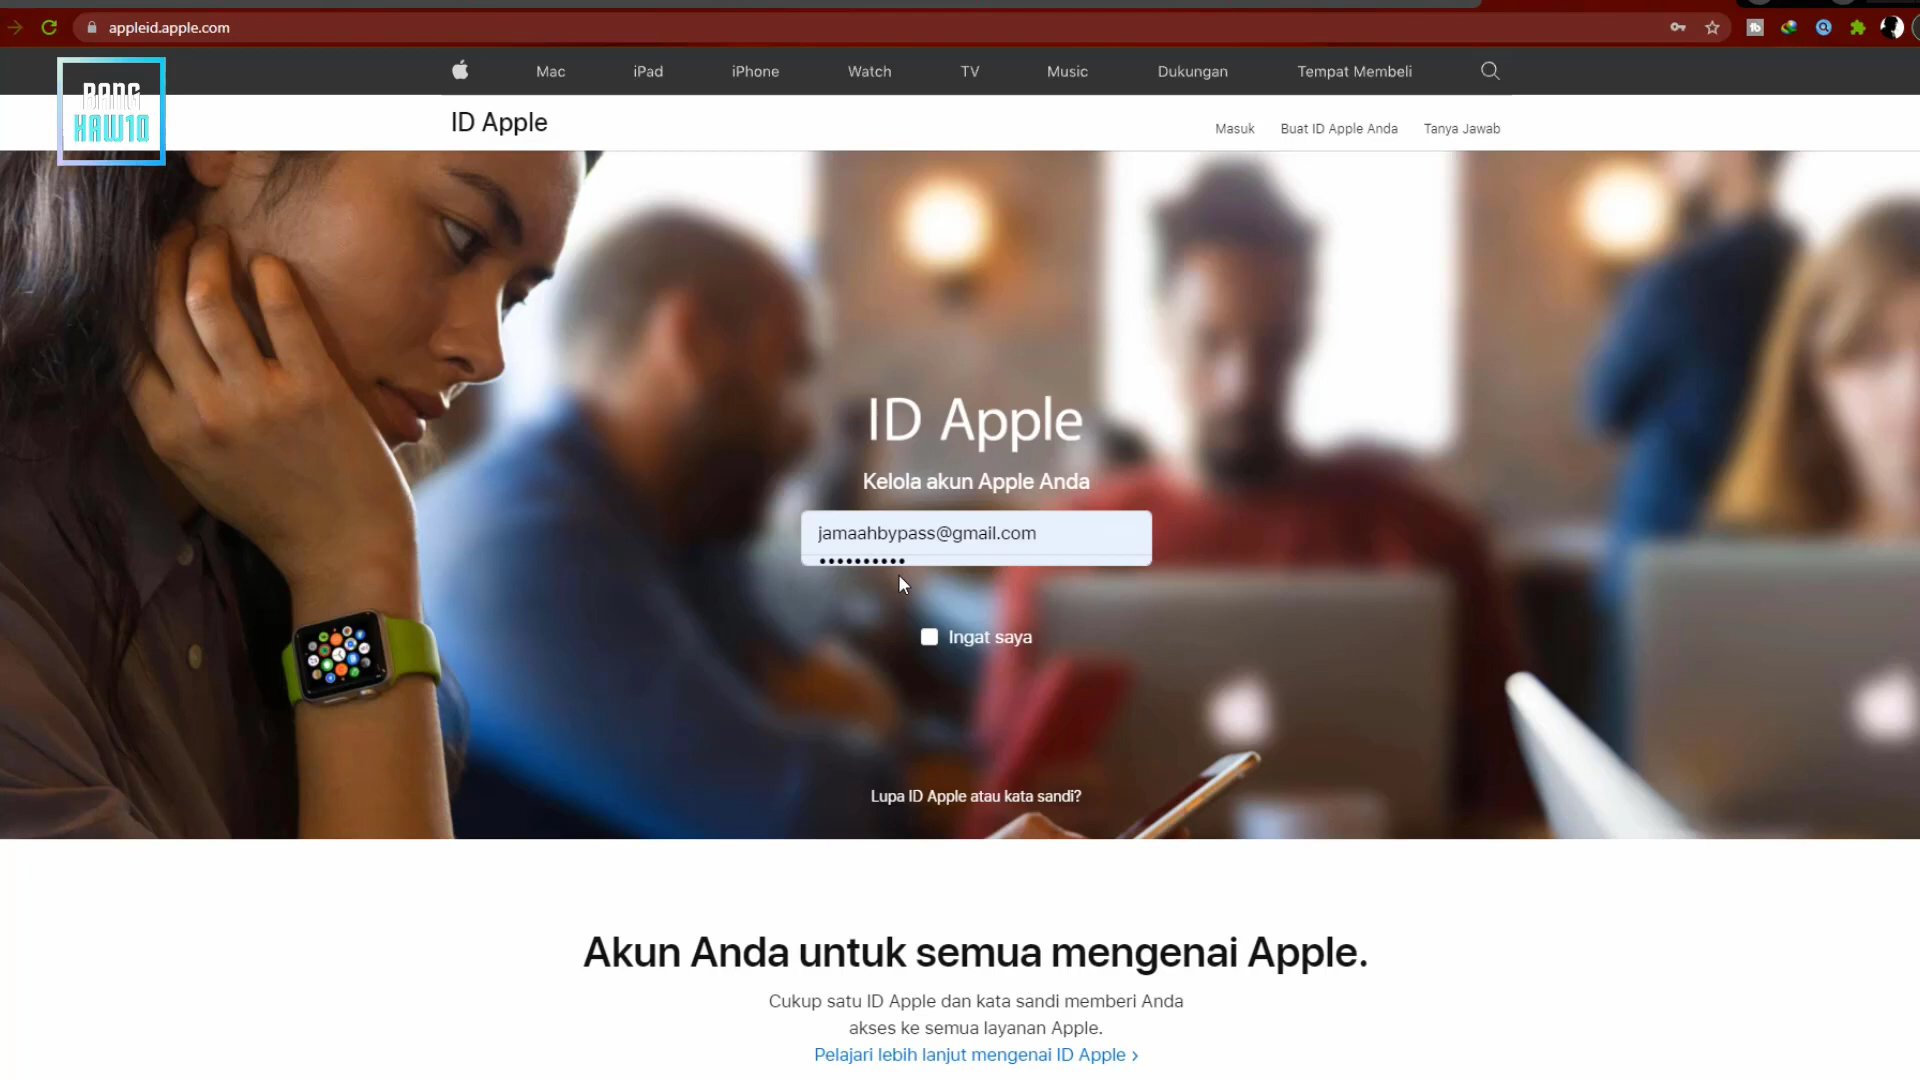 appleid.apple.com
BANG
HAW10
Mac
iPad
iPhone
Watch
TV
Music
Dukungan
Tempat Membeli
ID Apple
Masuk
Buat ID Apple Anda
Tanya Jawab
ID Apple
Kelola akun Apple Anda
jamaahbypass@gmail.com
••••••••••
Ingat saya
Lupa ID Apple atau kata sandi?
Akun Anda untuk semua mengenai Apple.
Cukup satu ID Apple dan kata sandi memberi Anda
akses ke semua layanan Apple.
Pelajari lebih lanjut mengenai ID Apple ›